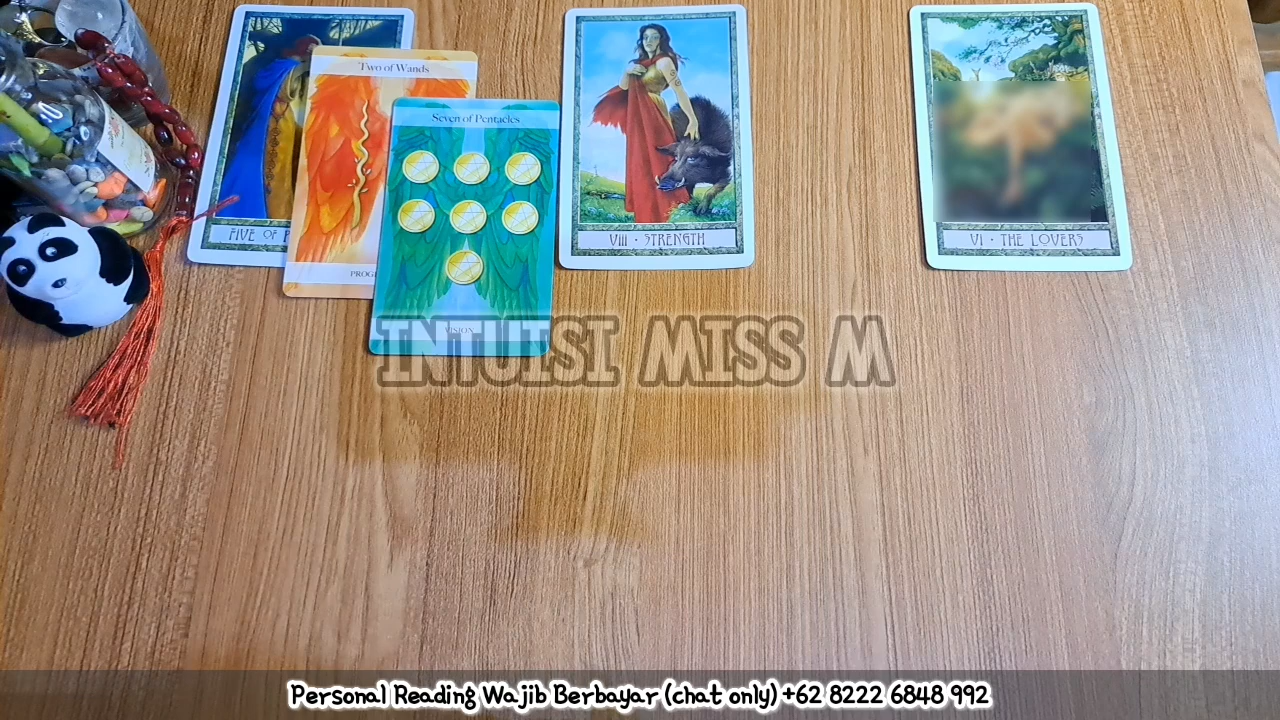 FIVE OF
Two of Wands
PROG
Seven of Pentacles
VISION
VIII • STRENGTH
VI • THE LOVERS
INTUISI MISS M
Personal Reading Wajib Berbayar (chat only) +62 8222 6848 992